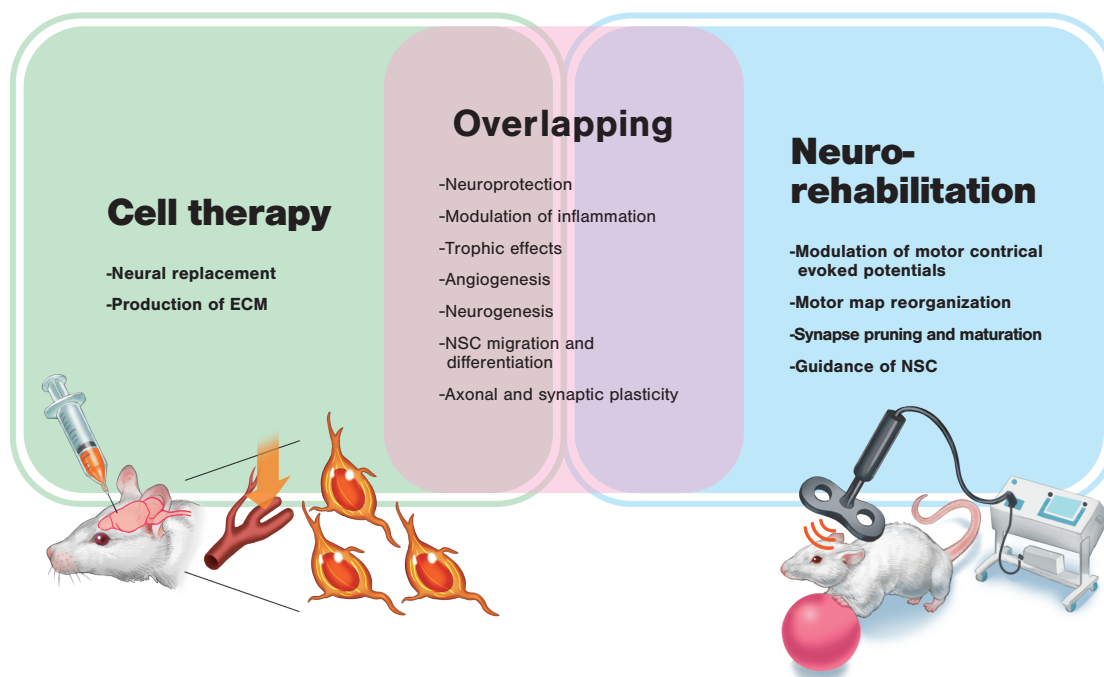 Cell therapy
-Neural replacement
-Production of ECM
Overlapping
-Neuroprotection
-Modulation of inflammation
-Trophic effects
-Angiogenesis
-Neurogenesis
-NSC migration and
differentiation
-Axonal and synaptic plasticity
Neuro-
rehabilitation
-Modulation of motor contrical
evoked potentials
-Motor map reorganization
-Synapse pruning and maturation
-Guidance of NSC